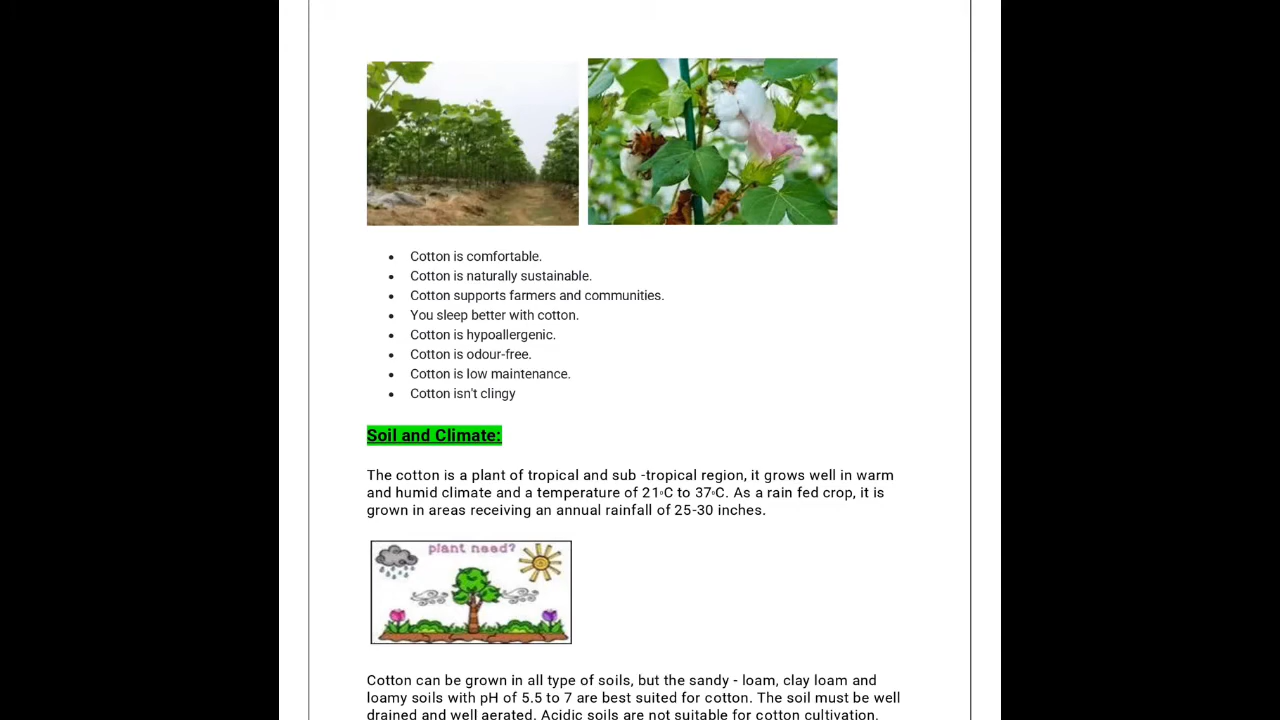 Cotton is comfortable.
Cotton is naturally sustainable.
Cotton supports farmers and communities.
You sleep better with cotton.
Cotton is hypoallergenic.
Cotton is odour-free.
Cotton is low maintenance.
Cotton isn't clingy
Soil and Climate:
The cotton is a plant of tropical and sub -tropical region, it grows well in warm
and humid climate and a temperature of 21◦C to 37◦C. As a rain fed crop, it is
grown in areas receiving an annual rainfall of 25-30 inches.
plant need?
Cotton can be grown in all type of soils, but the sandy - loam, clay loam and
loamy soils with pH of 5.5 to 7 are best suited for cotton. The soil must be well
drained and well aerated. Acidic soils are not suitable for cotton cultivation.